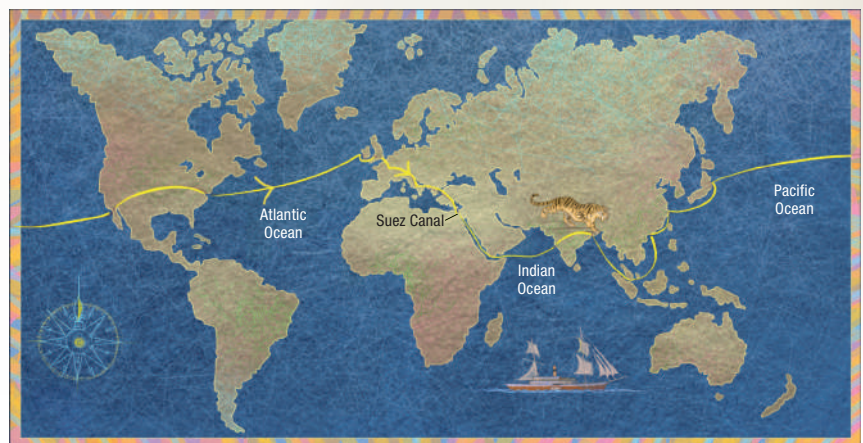 Atlantic
Ocean
Suez Canal
Indian
Ocean
Pacific
Ocean